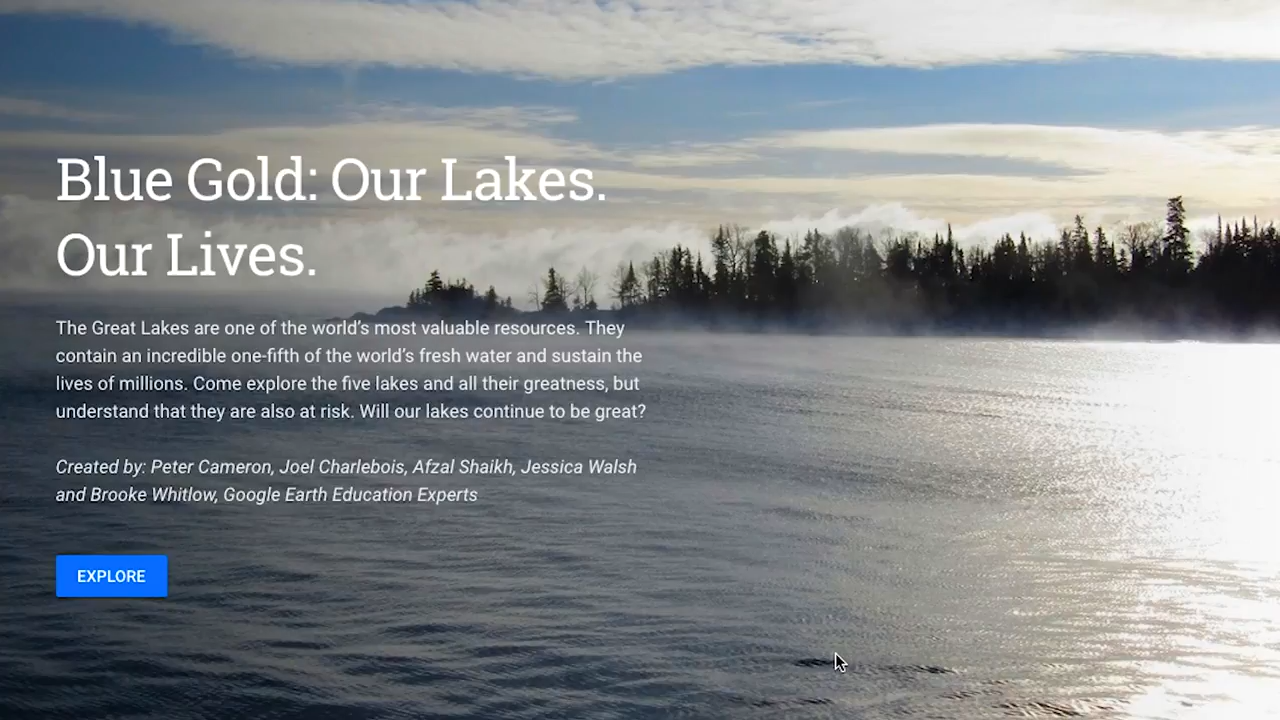 Blue Gold: Our Lakes.
Our Lives.
The Great Lakes are one of the world's most valuable resources. They
contain an incredible one-fifth of the world's fresh water and sustain the
lives of millions. Come explore the five lakes and all their greatness, but
understand that they are also at risk. Will our lakes continue to be great?
Created by: Peter Cameron, Joel Charlebois, Afzal Shaikh, Jessica Walsh
and Brooke Whitlow, Google Earth Education Experts
EXPLORE